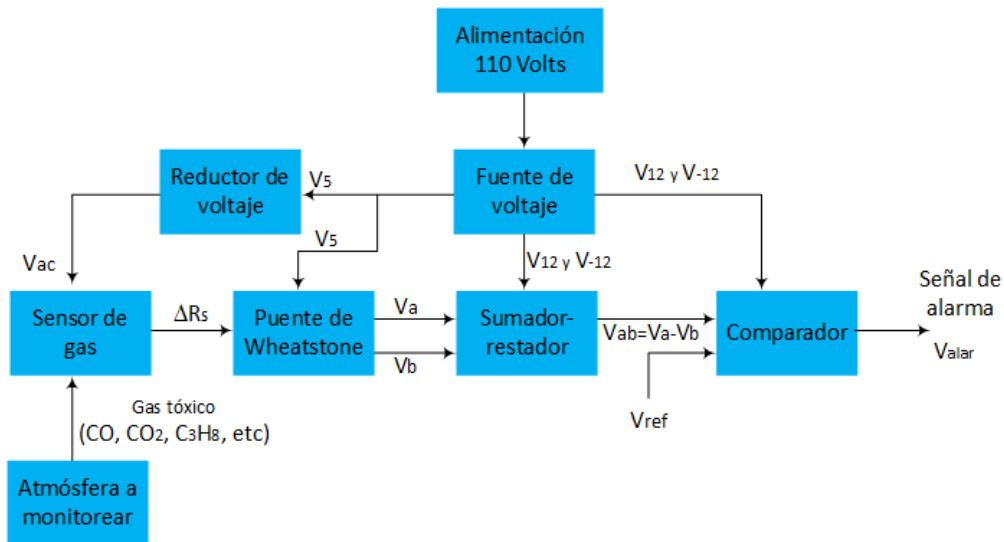 Alimentación
110 Volts
Reductor de
voltaje
V5
Fuente de
voltaje
V12 y V-12
V5
Vac
V12 y V-12
Señal de
alarma
Sensor de
gas
ΔRs
Puente de
Wheatstone
Va
Vb
Sumador-
restador
Vab=Va-Vb
Comparador
Valar
Vref
Gas tóxico
(CO, CO2, C3H8, etc)
Atmósfera a
monitorear